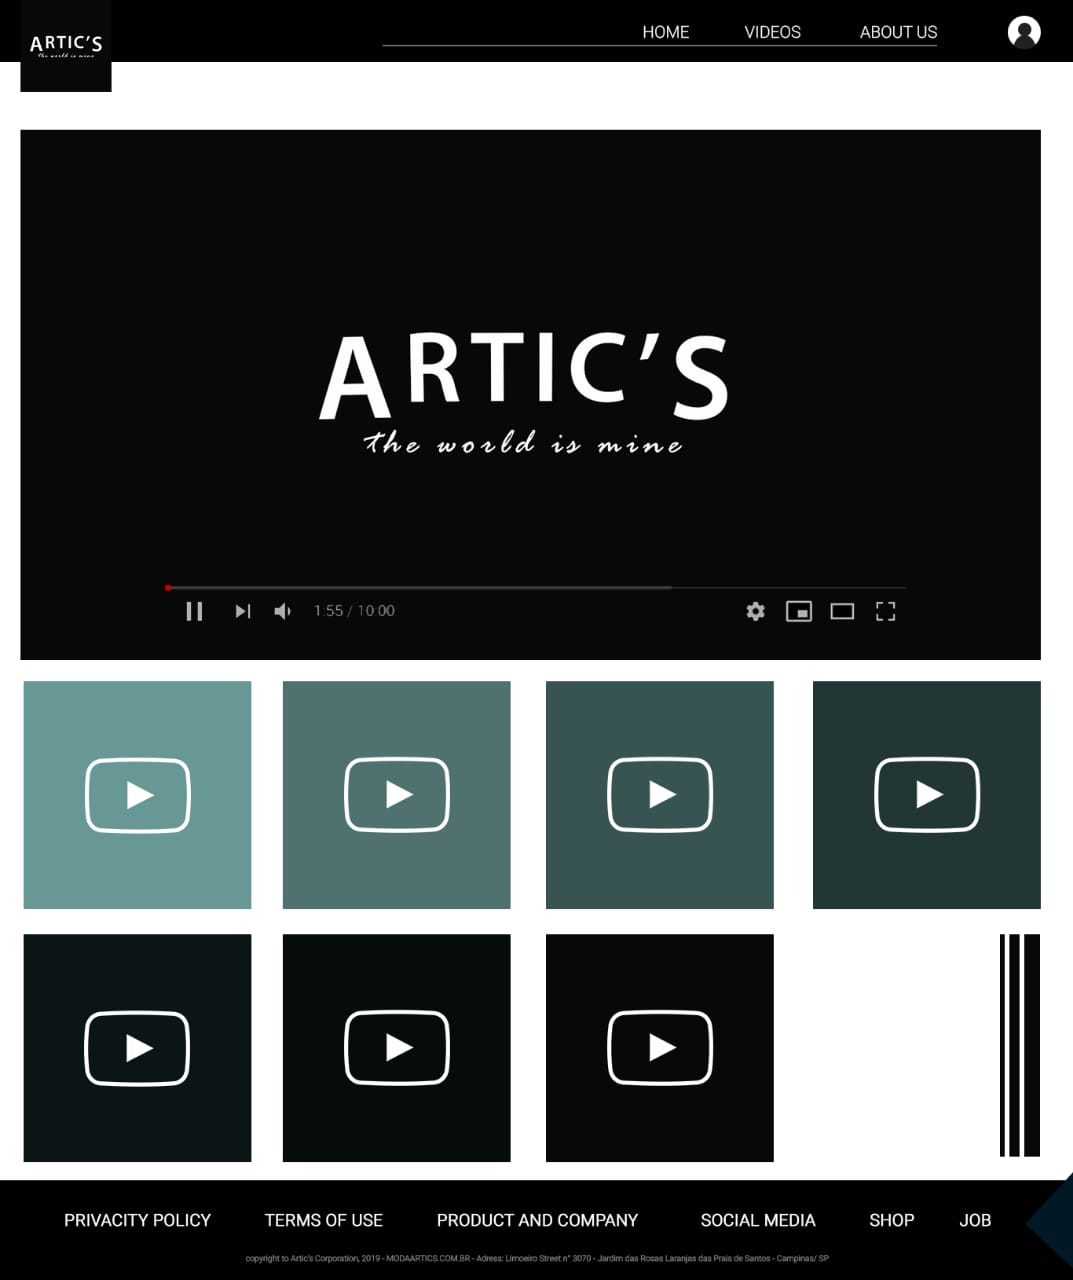 ARTIC'S
the world is mine
HOME VIDEOS ABOUT US
ARTIC'S
the world is mine
1:55 / 10:00
PRIVACITY POLICY TERMS OF USE PRODUCT AND COMPANY SOCIAL MEDIA SHOP JOB
copyright to Artic's Corporation, 2019 - MODAARTICS.COM.BR - Adress: Limoeiro Street n° 3070 - Jardim das Rosas Laranjas das Prais de Santos - Campinas/ SP